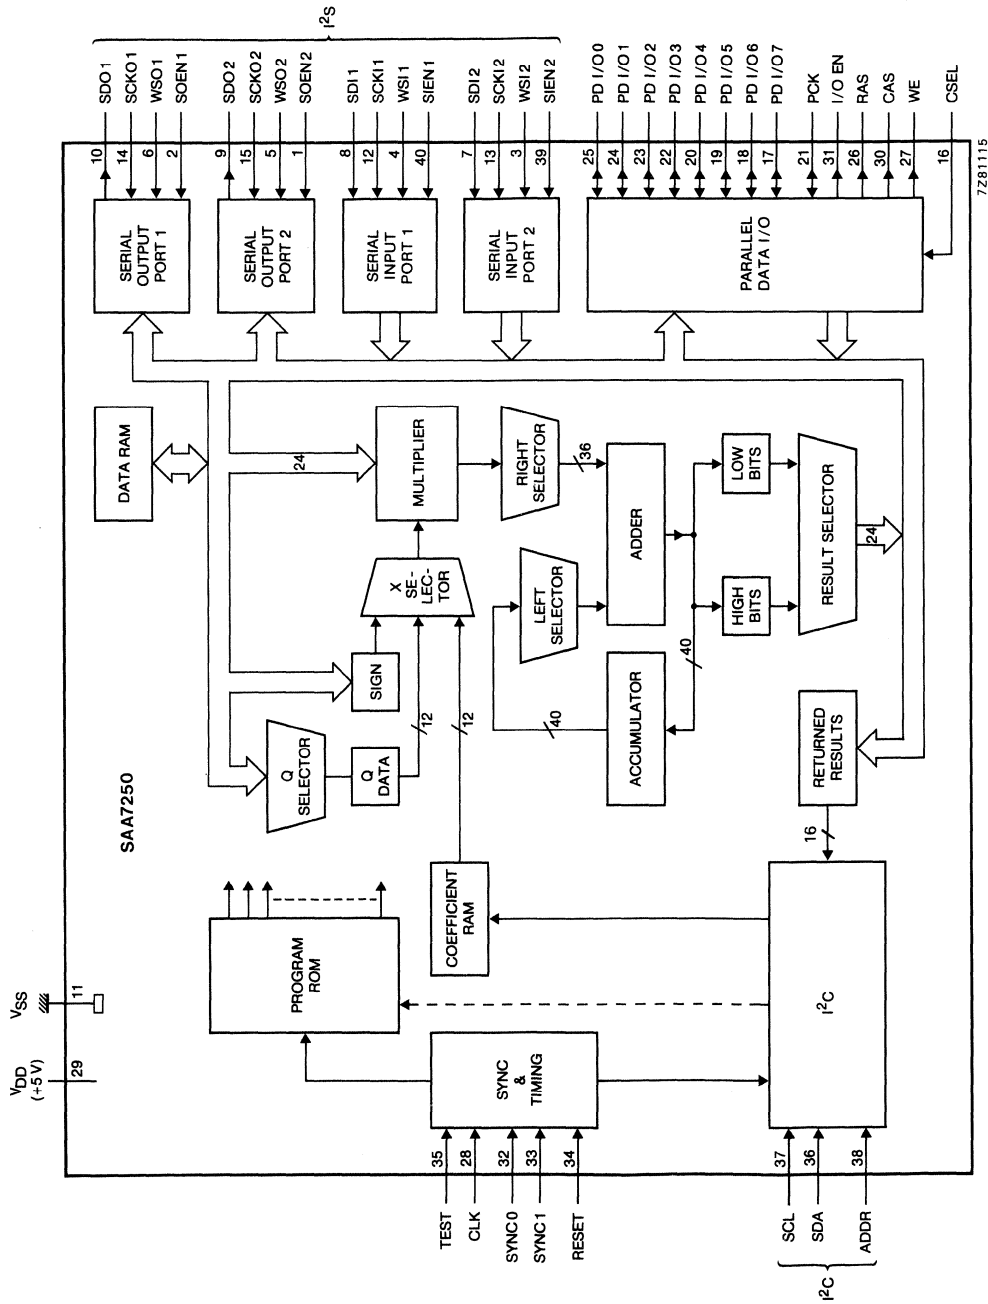 SAA7250
VDD
(+5 V)
29
VSS
11
I²S
SDO1
SCKO1
WSO1
SOEN1
SDO2
SCKO2
WSO2
SOEN2
SDI1
SCKI1
WSI1
SIEN1
SDI2
SCKI2
WSI2
SIEN2
PD I/O0
PD I/O1
PD I/O2
PD I/O3
PD I/O4
PD I/O5
PD I/O6
PD I/O7
PCK
I/O EN
RAS
CAS
WE
CSEL
10
14
6
2
9
15
5
1
8
12
4
40
7
13
3
39
25
24
23
22
20
19
18
17
21
31
26
30
27
16
SERIAL
OUTPUT
PORT 1
SERIAL
OUTPUT
PORT 2
SERIAL
INPUT
PORT 1
SERIAL
INPUT
PORT 2
PARALLEL
DATA I/O
DATA RAM
24
MULTIPLIER
RIGHT
SELECTOR
36
X
SE-
LEC-
TOR
SIGN
Q
SELECTOR
Q
DATA
12
12
LEFT
SELECTOR
ADDER
40
ACCUMULATOR
40
LOW
BITS
HIGH
BITS
RESULT SELECTOR
24
RETURNED
RESULTS
16
PROGRAM
ROM
COEFFICIENT
RAM
SYNC
&
TIMING
I²C
35
28
32
33
34
TEST
CLK
SYNC0
SYNC1
RESET
37
36
38
SCL
SDA
ADDR
I²C
7Z81115